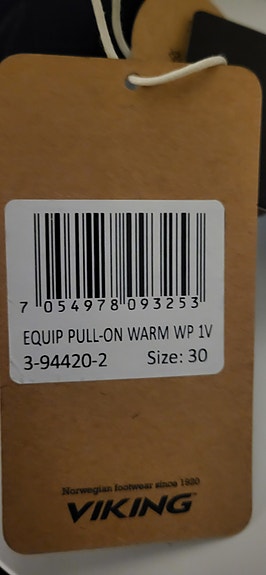 7 054978 093253
EQUIP PULL-ON WARM WP 1V
3-94420-2 Size: 30
Norwegian footwear since 1920
VIKING